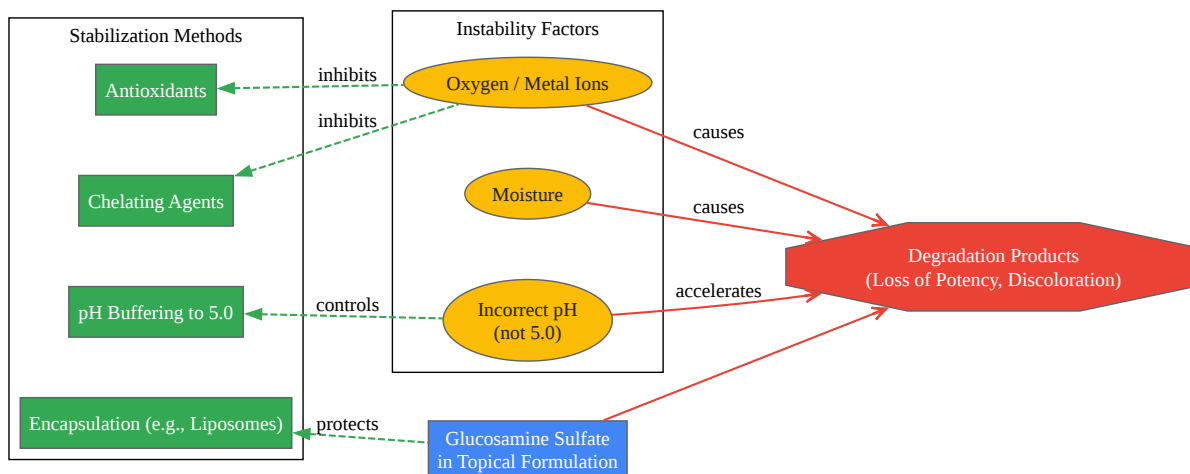 Stabilization Methods
Instability Factors
Antioxidants
inhibits
Oxygen / Metal Ions
inhibits
causes
Chelating Agents
Moisture
causes
Degradation Products
(Loss of Potency, Discoloration)
pH Buffering to 5.0
controls
Incorrect pH
(not 5.0)
accelerates
Encapsulation (e.g., Liposomes)
protects
Glucosamine Sulfate
in Topical Formulation